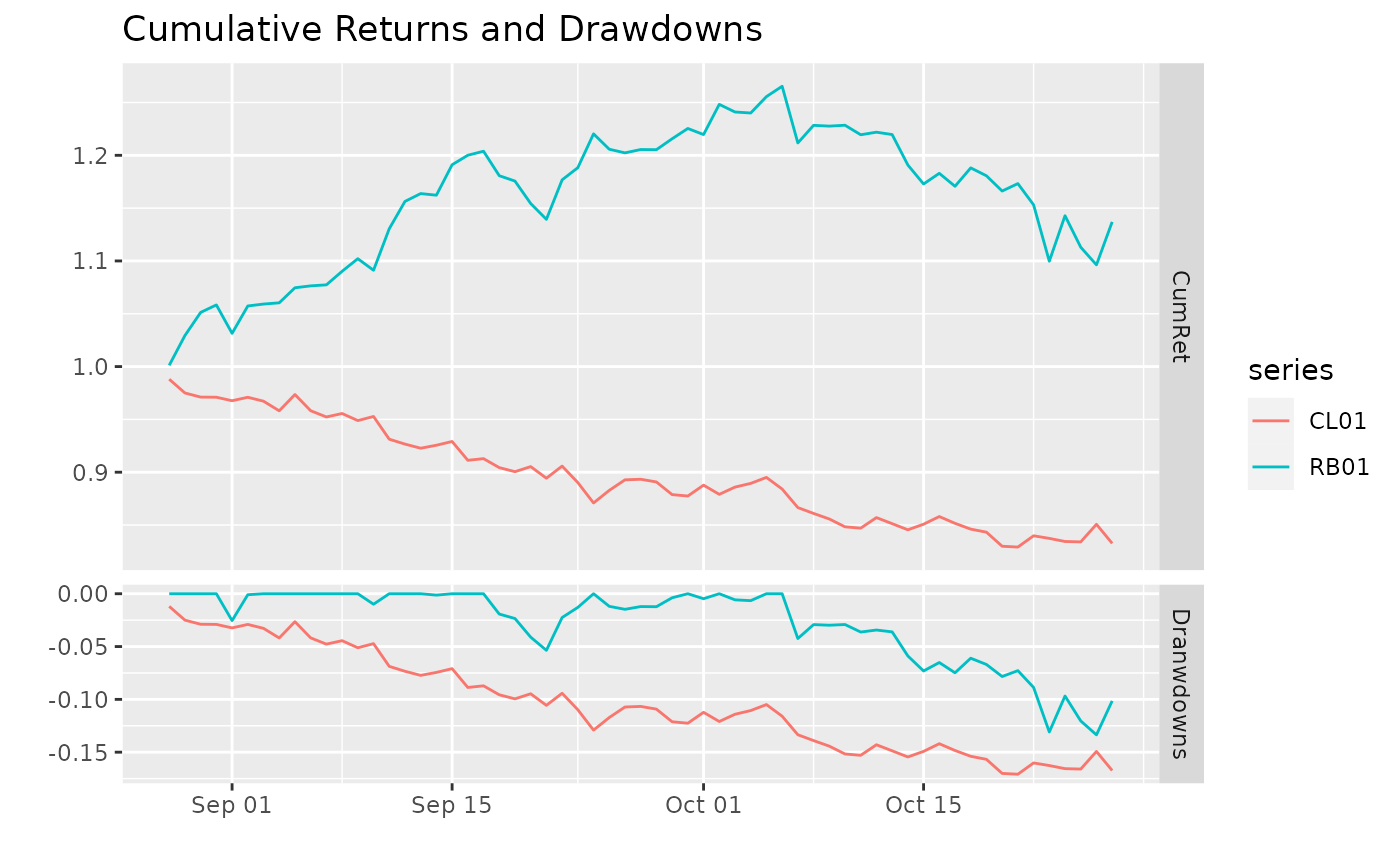 Cumulative Returns and Drawdowns
1.2
1.1
1.0
0.9
CumRet
0.00
-0.05
-0.10
-0.15
Dranwdowns
Sep 01
Sep 15
Oct 01
Oct 15
series
CL01
RB01